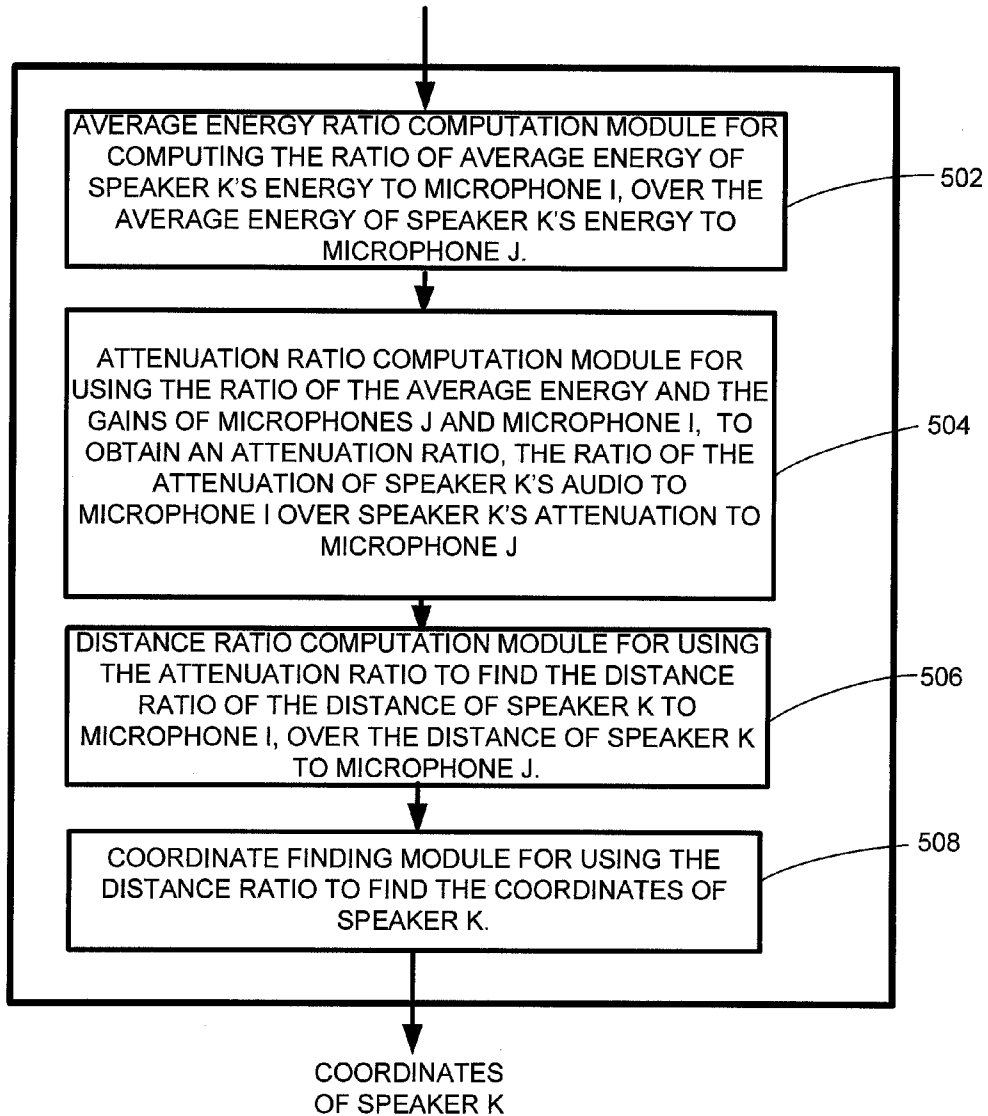 AVERAGE ENERGY RATIO COMPUTATION MODULE FOR
COMPUTING THE RATIO OF AVERAGE ENERGY OF
SPEAKER K'S ENERGY TO MICROPHONE I, OVER THE
AVERAGE ENERGY OF SPEAKER K'S ENERGY TO
MICROPHONE J.
502
ATTENUATION RATIO COMPUTATION MODULE FOR
USING THE RATIO OF THE AVERAGE ENERGY AND THE
GAINS OF MICROPHONES J AND MICROPHONE I, TO
OBTAIN AN ATTENUATION RATIO, THE RATIO OF THE
ATTENUATION OF SPEAKER K'S AUDIO TO
MICROPHONE I OVER SPEAKER K'S ATTENUATION TO
MICROPHONE J
504
DISTANCE RATIO COMPUTATION MODULE FOR USING
THE ATTENUATION RATIO TO FIND THE DISTANCE
RATIO OF THE DISTANCE OF SPEAKER K TO
MICROPHONE I, OVER THE DISTANCE OF SPEAKER K
TO MICROPHONE J.
506
COORDINATE FINDING MODULE FOR USING THE
DISTANCE RATIO TO FIND THE COORDINATES OF
SPEAKER K.
508
COORDINATES
OF SPEAKER K